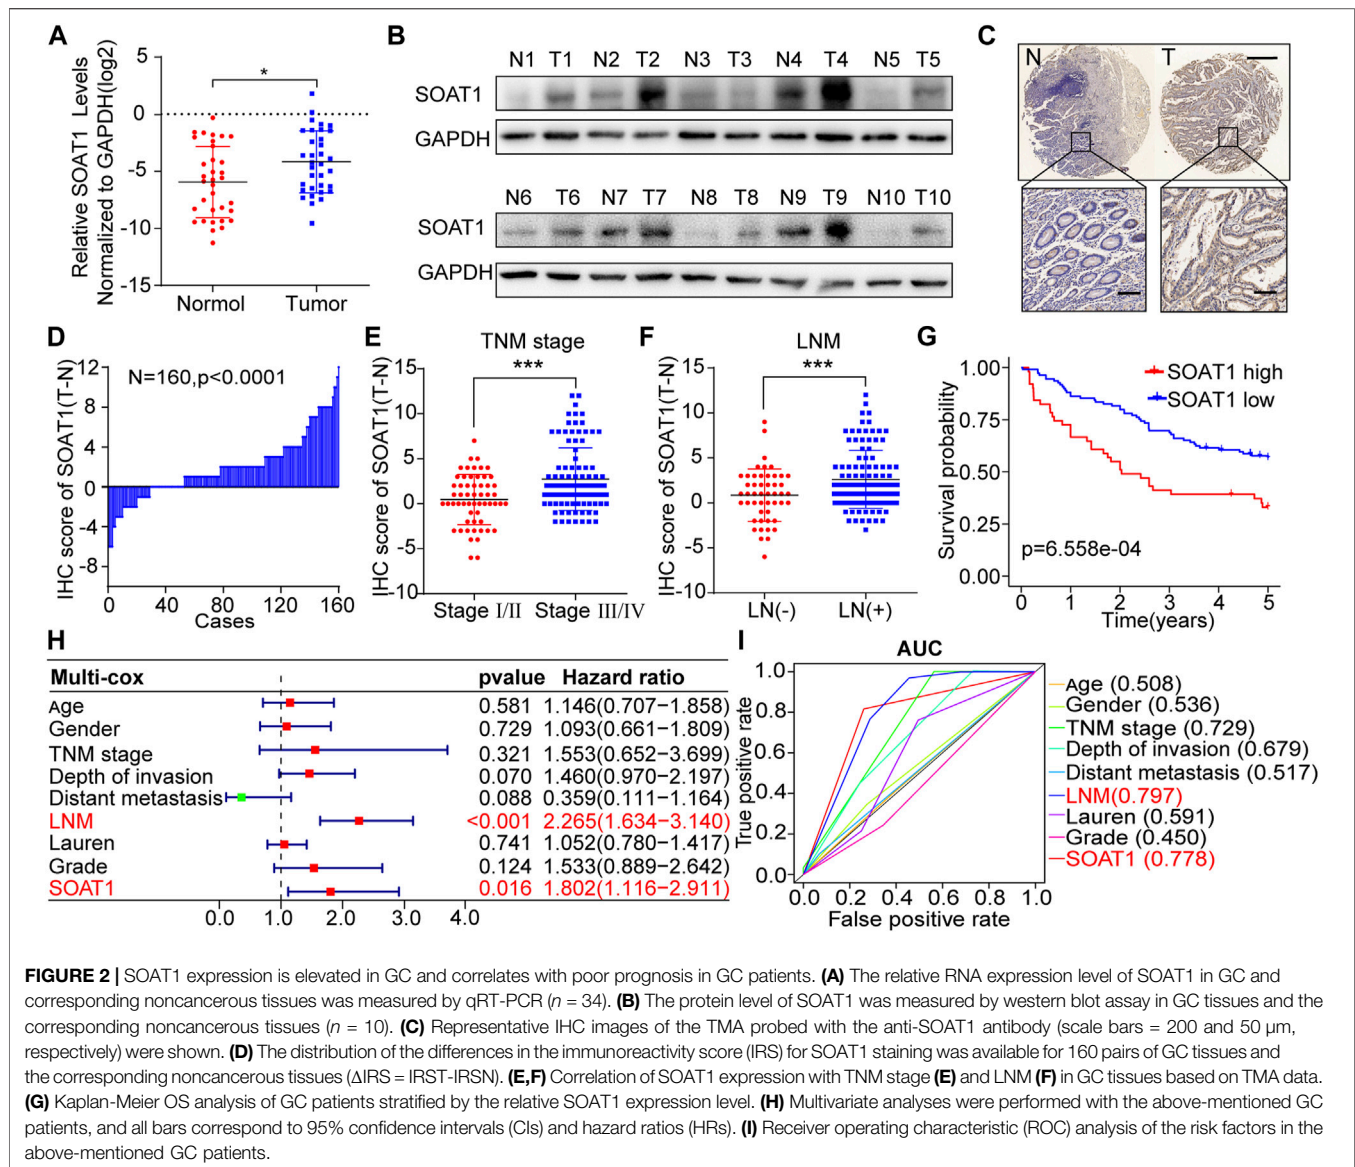 A
Relative SOAT1 Levels
Normalized to GAPDH(log2)
5
0
-5
-10
-15
*
Normol
Tumor
B
N1 T1 N2 T2 N3 T3 N4 T4 N5 T5
SOAT1
GAPDH
N6 T6 N7 T7 N8 T8 N9 T9 N10 T10
SOAT1
GAPDH
C
N
T
D
IHC score of SOAT1(T-N)
N=160,p<0.0001
12
8
4
0
-4
-8
0 40 80 120 160
Cases
E
TNM stage
***
IHC score of SOAT1(T-N)
15
10
5
0
-5
-10
Stage I/II Stage III/IV
F
LNM
***
IHC score of SOAT1(T-N)
15
10
5
0
-5
-10
LN(-) LN(+)
G
Survival probability
1.00
0.75
0.50
0.25
0.00
SOAT1 high
SOAT1 low
p=6.558e-04
0 1 2 3 4 5
Time(years)
H
Multi-cox pvalue Hazard ratio
Age 0.581 1.146(0.707−1.858)
Gender 0.729 1.093(0.661−1.809)
TNM stage 0.321 1.553(0.652−3.699)
Depth of invasion 0.070 1.460(0.970−2.197)
Distant metastasis 0.088 0.359(0.111−1.164)
LNM <0.001 2.265(1.634−3.140)
Lauren 0.741 1.052(0.780−1.417)
Grade 0.124 1.533(0.889−2.642)
SOAT1 0.016 1.802(1.116−2.911)
0.0 1.0 2.0 3.0 4.0
I
AUC
True positive rate
1.0
0.8
0.6
0.4
0.2
0.0
0.0 0.2 0.4 0.6 0.8 1.0
False positive rate
Age (0.508)
Gender (0.536)
TNM stage (0.729)
Depth of invasion (0.679)
Distant metastasis (0.517)
LNM(0.797)
Lauren (0.591)
Grade (0.450)
SOAT1 (0.778)
FIGURE 2 | SOAT1 expression is elevated in GC and correlates with poor prognosis in GC patients. (A) The relative RNA expression level of SOAT1 in GC and
corresponding noncancerous tissues was measured by qRT-PCR (n = 34). (B) The protein level of SOAT1 was measured by western blot assay in GC tissues and the
corresponding noncancerous tissues (n = 10). (C) Representative IHC images of the TMA probed with the anti-SOAT1 antibody (scale bars = 200 and 50 µm,
respectively) were shown. (D) The distribution of the differences in the immunoreactivity score (IRS) for SOAT1 staining was available for 160 pairs of GC tissues and
the corresponding noncancerous tissues (ΔIRS = IRST-IRSN). (E,F) Correlation of SOAT1 expression with TNM stage (E) and LNM (F) in GC tissues based on TMA data.
(G) Kaplan-Meier OS analysis of GC patients stratified by the relative SOAT1 expression level. (H) Multivariate analyses were performed with the above-mentioned GC
patients, and all bars correspond to 95% confidence intervals (CIs) and hazard ratios (HRs). (I) Receiver operating characteristic (ROC) analysis of the risk factors in the
above-mentioned GC patients.